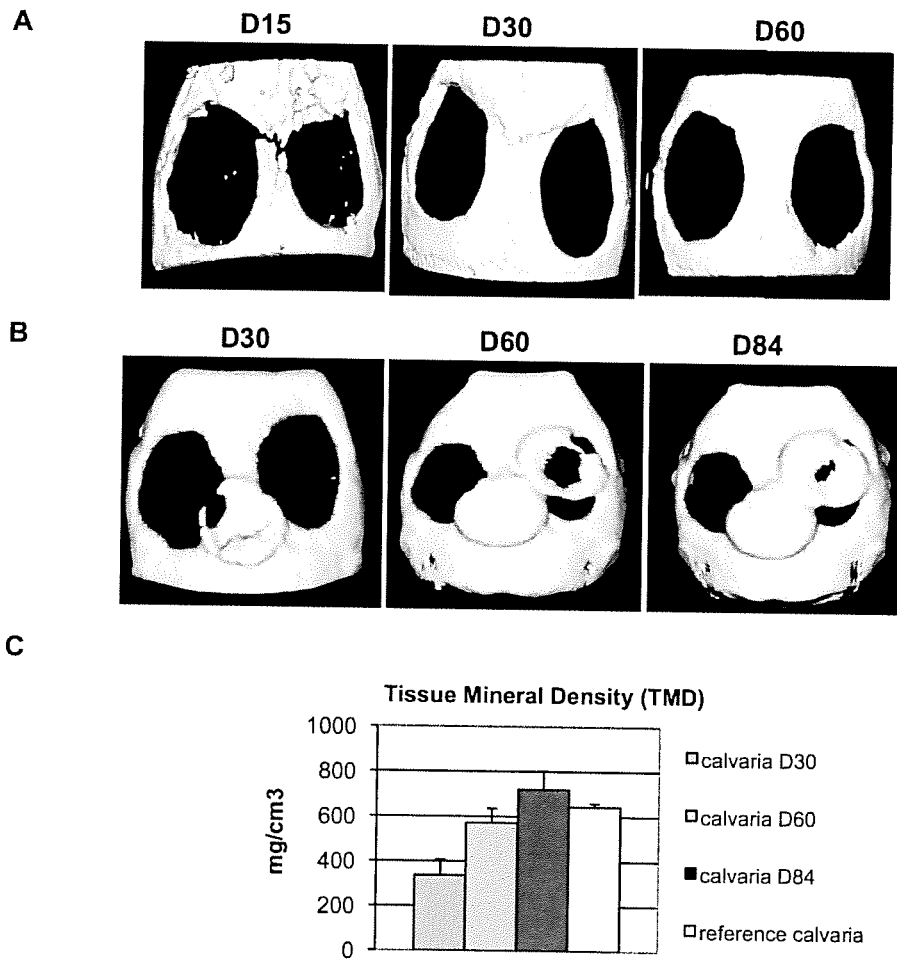 A
D15 D30 D60
B
D30 D60 D84
C
Tissue Mineral Density (TMD)
1000
800
600
400
200
0
mg/cm3
calvaria D30
calvaria D60
calvaria D84
reference calvaria